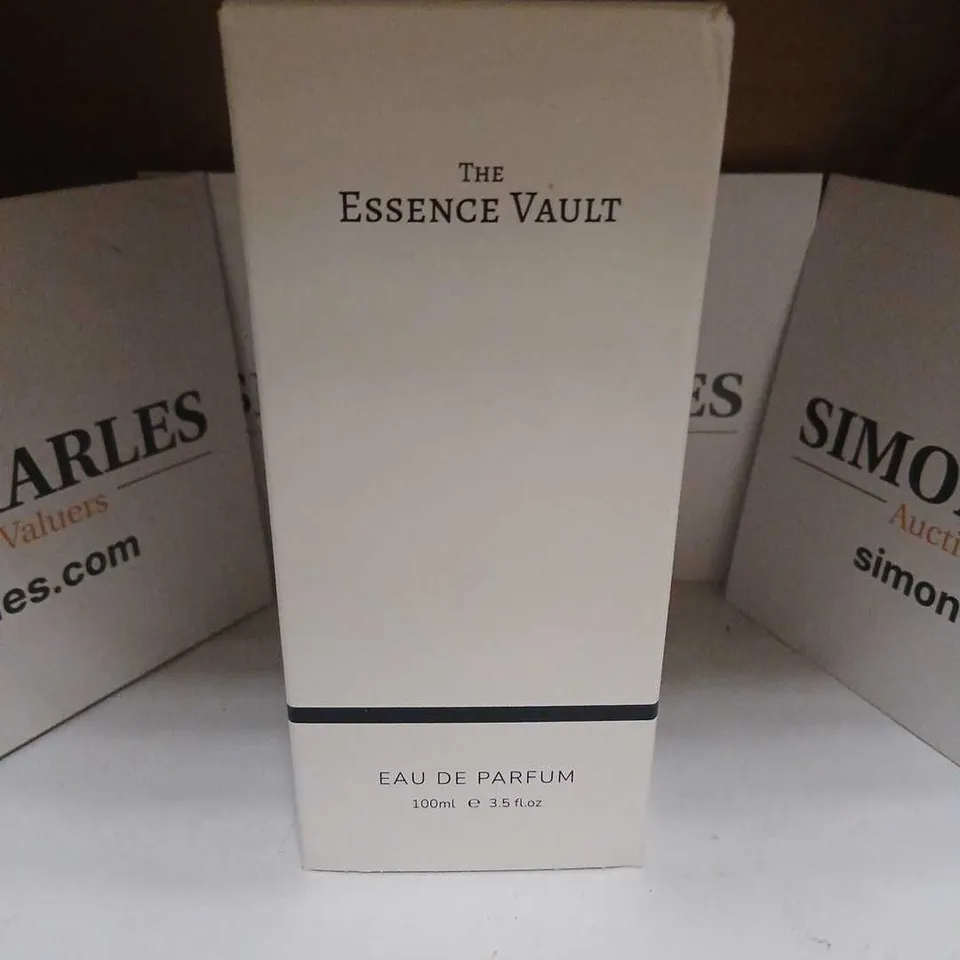 THE
ESSENCE VAULT
EAU DE PARFUM
100ml ℮ 3.5 fl.oz
ARLES
Valuers
es.com
ES
SIMO
Aucti
simon